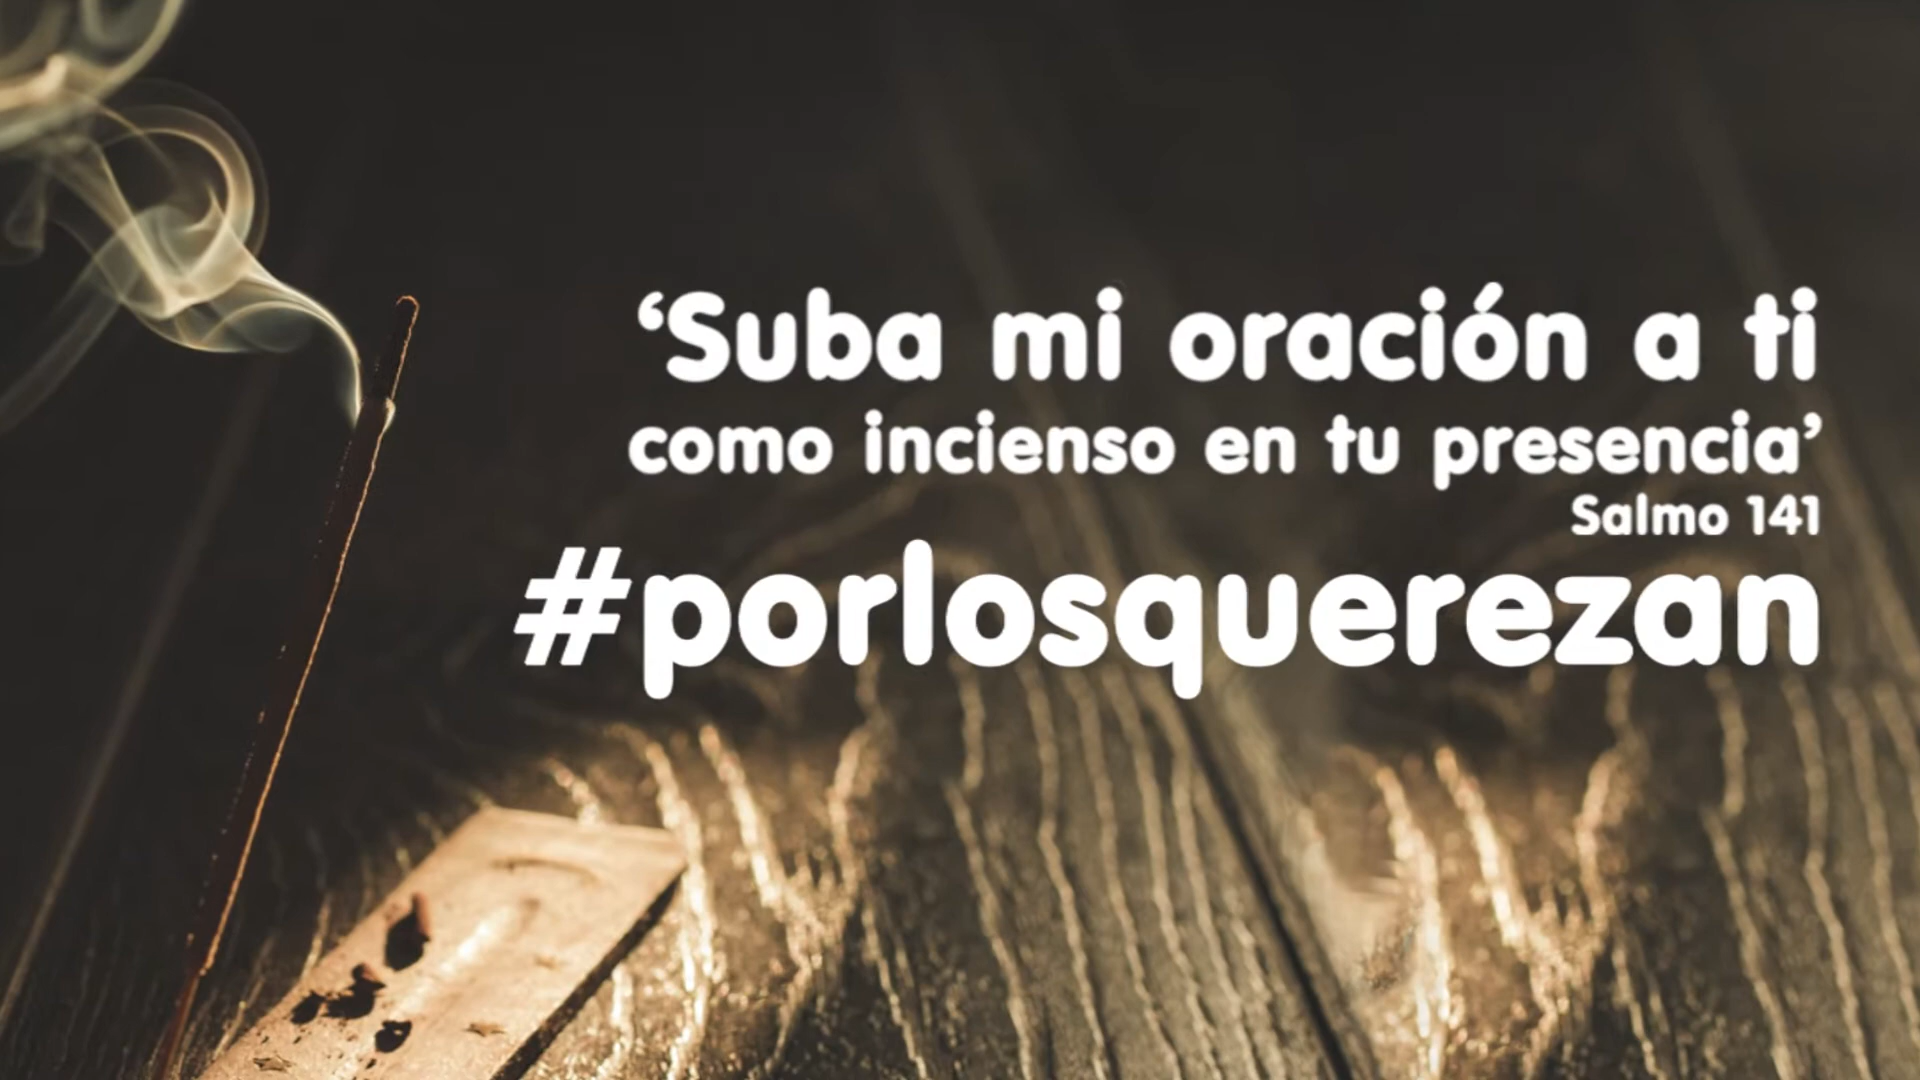 ‘Suba mi oración a ti
como incienso en tu presencia’
Salmo 141
#porlosquerezan